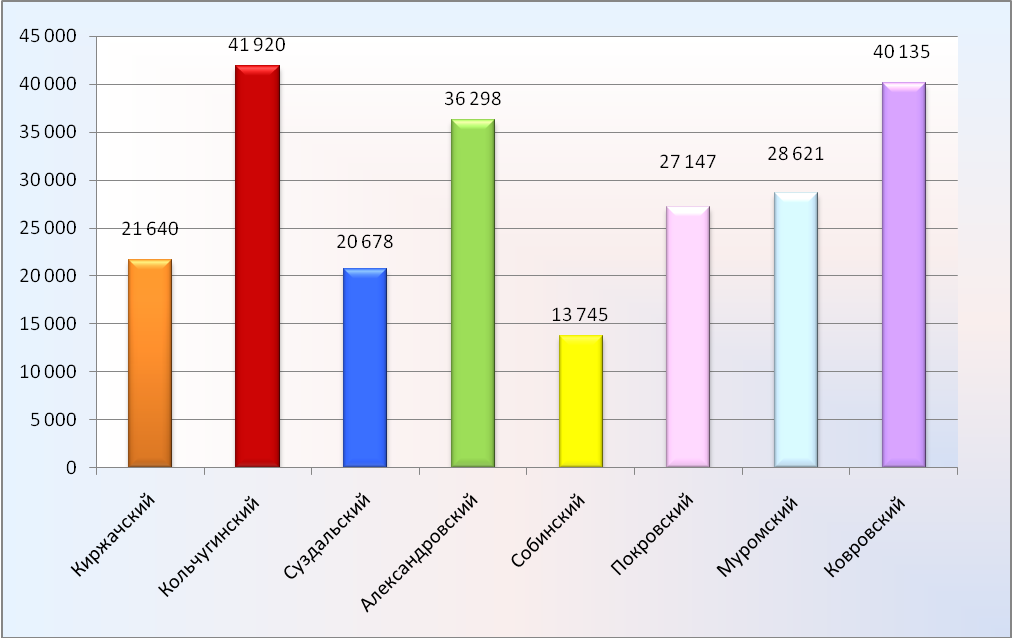 45 000
40 000
35 000
30 000
25 000
20 000
15 000
10 000
5 000
0
21 640
41 920
20 678
36 298
13 745
27 147
28 621
40 135
Киржачский
Кольчугинский
Суздальский
Александровский
Собинский
Покровский
Муромский
Ковровский